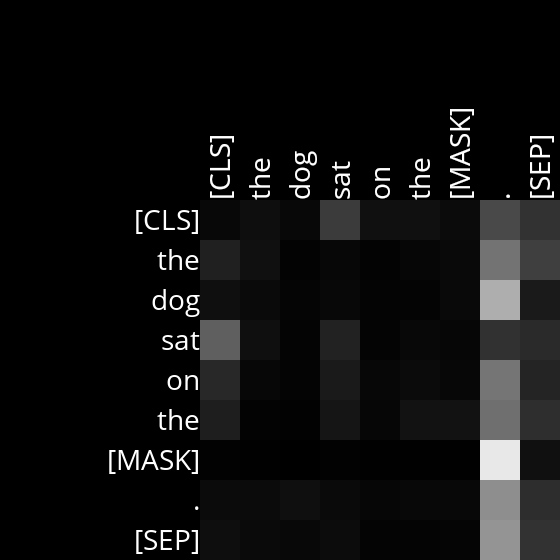 [CLS] the dog sat on the [MASK] . [SEP]
[CLS]
the
dog
sat
on
the
[MASK]
.
[SEP]